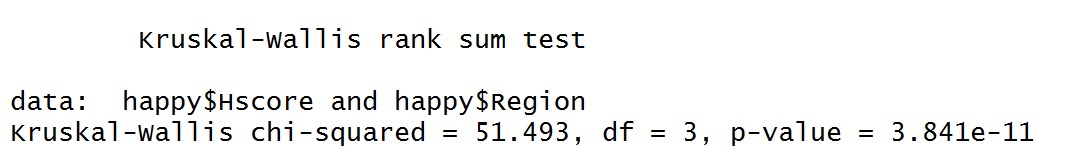 Kruskal-Wallis rank sum test
data:  happy$Hscore and happy$Region
Kruskal-Wallis chi-squared = 51.493, df = 3, p-value = 3.841e-11